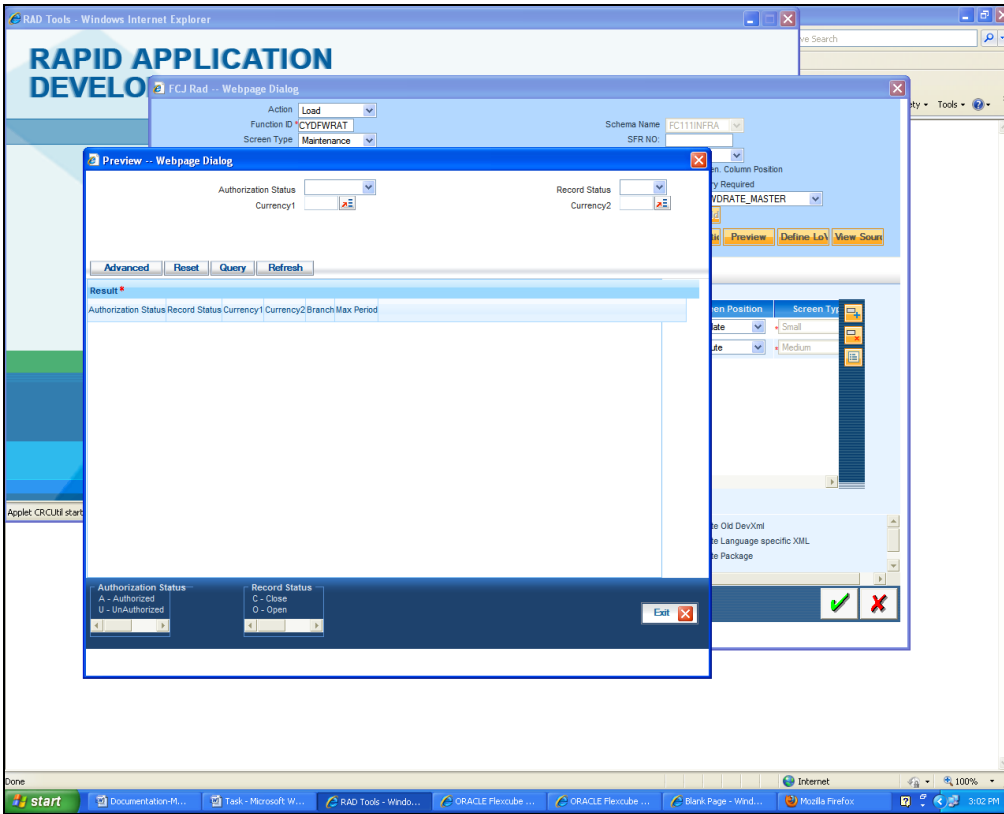 RAD Tools - Windows Internet Explorer
ve Search
RAPID APPLICATION
DEVELO
FCJ Rad -- Webpage Dialog
ety Tools
Action Load
Function ID *CYDFWRAT
Schema Name FC111INFRA
Screen Type Maintenance
SFR NO:
Preview -- Webpage Dialog
en. Column Position
ry Required
Authorization Status
Record Status
WDRATE_MASTER
Currency1
Currency2
Preview Define LoV View Sour
Advanced Reset Query Refresh
Result *
Authorization Status Record Status Currency1 Currency2 Branch Max Period
en Position Screen Typ
late * Small
ute * Medium
Applet CRCUtil start
te Old DevXml
te Language specific XML
te Package
Authorization Status
A - Authorized
U - UnAuthorized
Record Status
C - Close
O - Open
Exit
Done
Internet
100%
start
Documentation-M...
Task - Microsoft W...
RAD Tools - Windo...
ORACLE Flexcube ...
ORACLE Flexcube ...
Blank Page - Wind...
Mozilla Firefox
3:02 PM